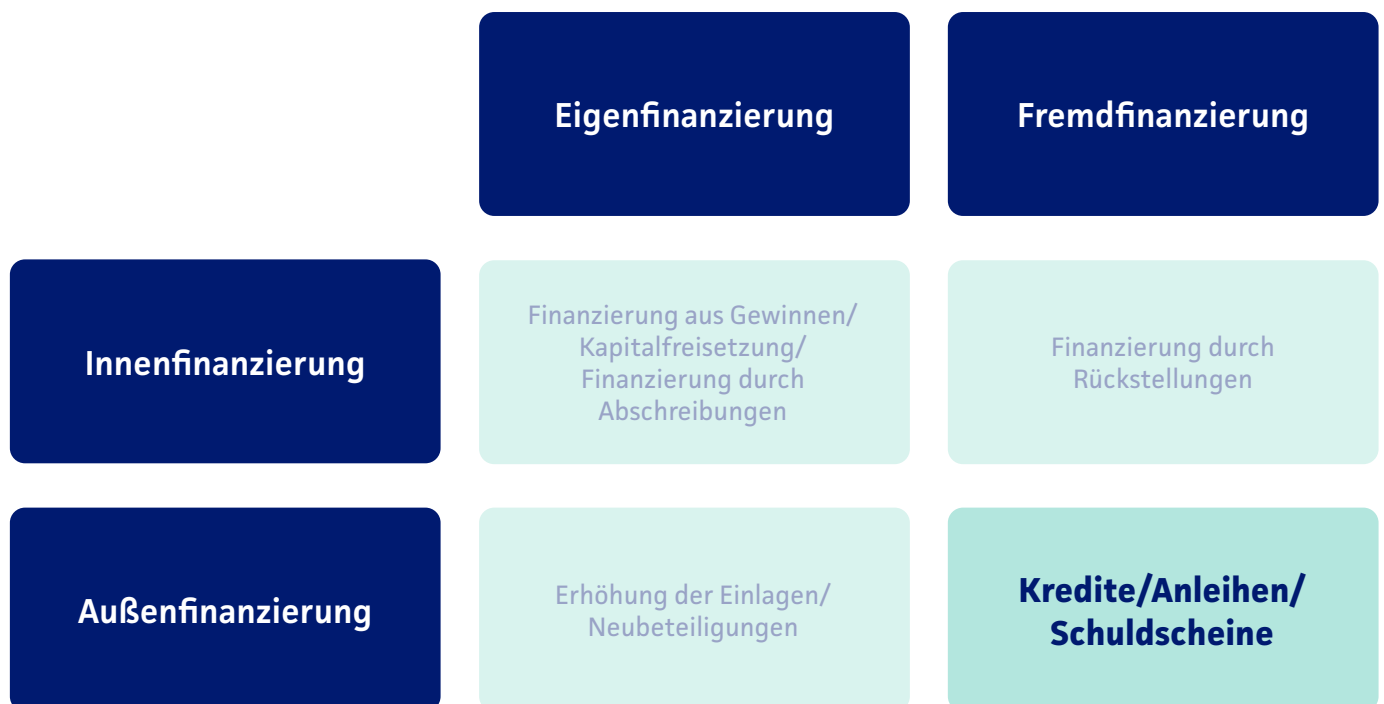 Eigenfinanzierung
Fremdfinanzierung
Innenfinanzierung
Finanzierung aus Gewinnen/
Kapitalfreisetzung/
Finanzierung durch
Abschreibungen
Finanzierung durch
Rückstellungen
Außenfinanzierung
Erhöhung der Einlagen/
Neubeteiligungen
Kredite/Anleihen/
Schuldscheine